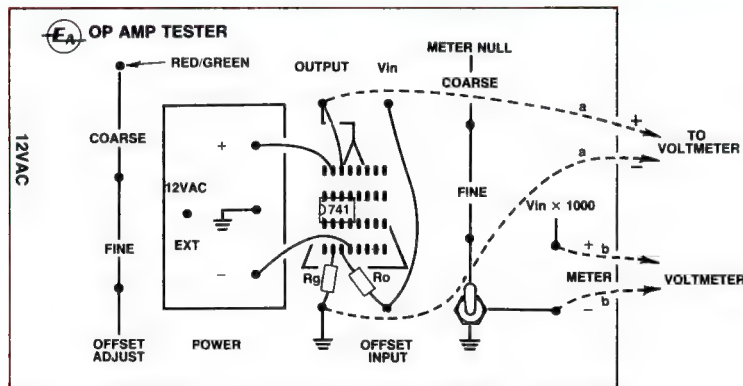 EA OP AMP TESTER
RED/GREEN
OUTPUT
Vin
METER NULL
COARSE
a
+
TO
VOLTMETER
a
−
COARSE
12VAC
+
12VAC
EXT
−
741
FINE
Vin × 1000
FINE
+ b
METER
− b
VOLTMETER
Rg
Ro
OFFSET
ADJUST
POWER
OFFSET
INPUT